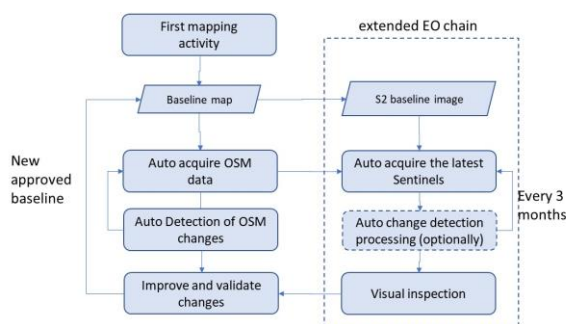 First mapping
activity
extended EO chain
Baseline map
S2 baseline image
New
approved
baseline
Auto acquire OSM
data
Auto acquire the latest
Sentinels
Every 3
months
Auto Detection of OSM
changes
Auto change detection
processing (optionally)
Improve and validate
changes
Visual inspection